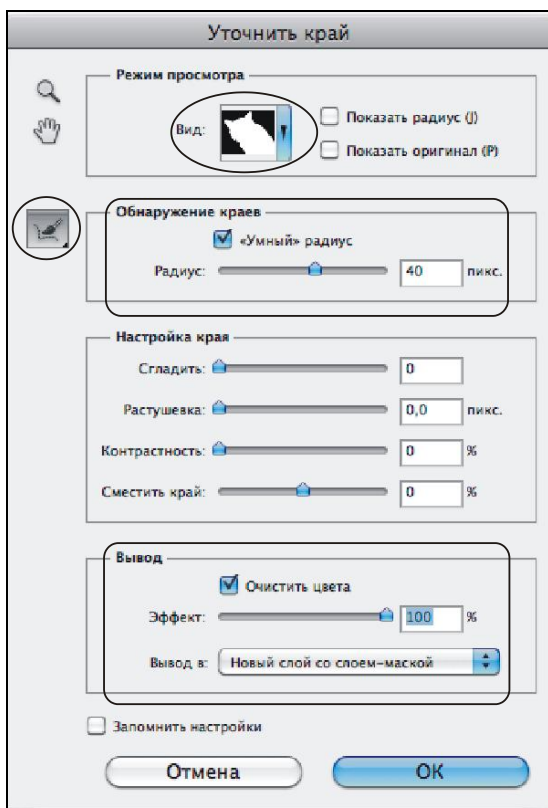 Уточнить край
Режим просмотра
Вид:
Показать радиус (J)
Показать оригинал (P)
Обнаружение краев
«Умный» радиус
Радиус: 40 пикс.
Настройка края
Сгладить: 0
Растушевка: 0,0 пикс.
Контрастность: 0 %
Сместить край: 0 %
Вывод
Очистить цвета
Эффект: 100 %
Вывод в: Новый слой со слоем-маской
Запомнить настройки
Отмена
OK